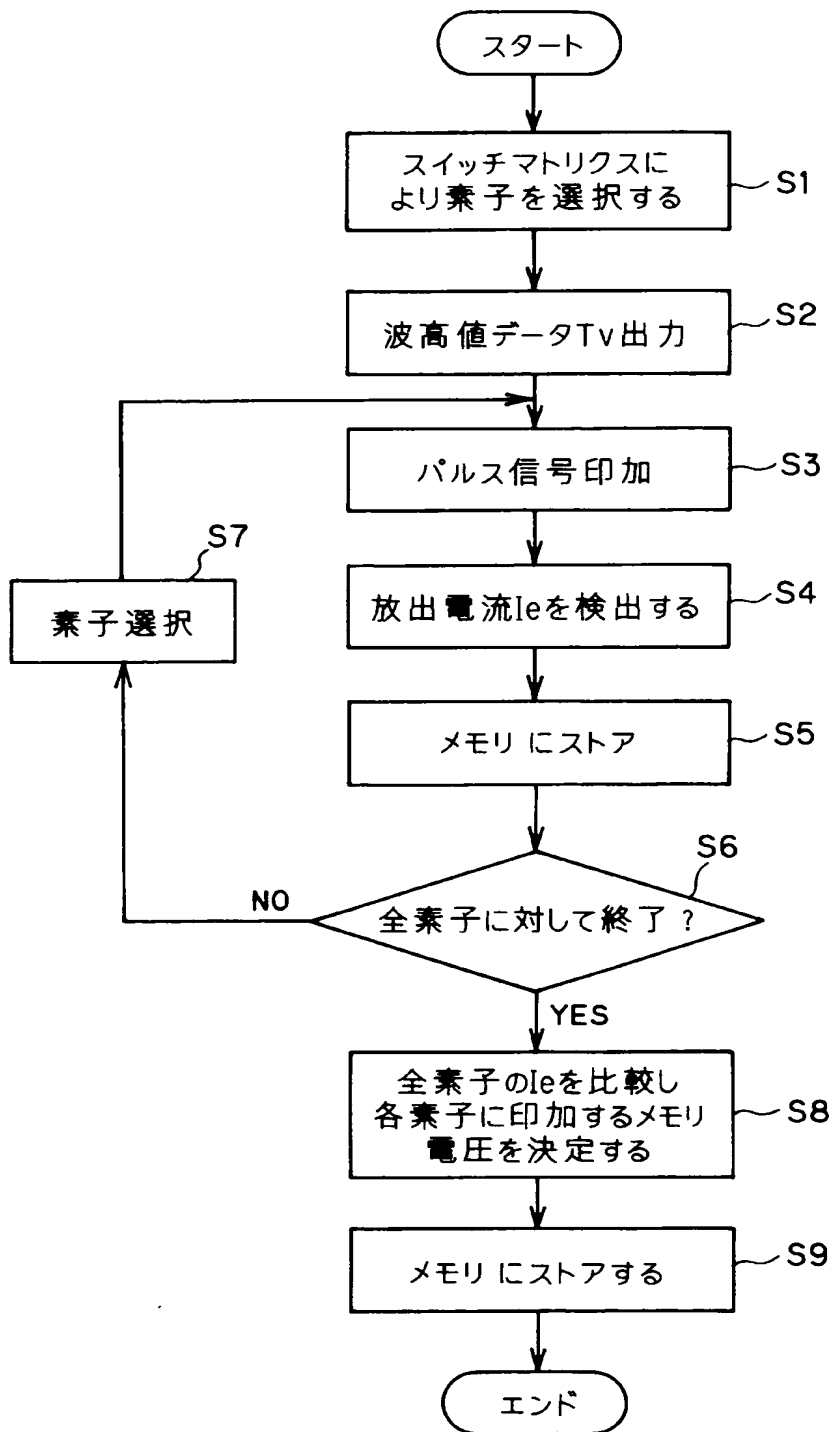 スタート
スイッチマトリクスに
より素子を選択する
S1
波高値データTv出力
S2
パルス信号印加
S3
S7
素子選択
放出電流Ieを検出する
S4
メモリにストア
S5
S6
NO
全素子に対して終了?
YES
全素子のIeを比較し
各素子に印加するメモリ
電圧を決定する
S8
メモリにストアする
S9
エンド